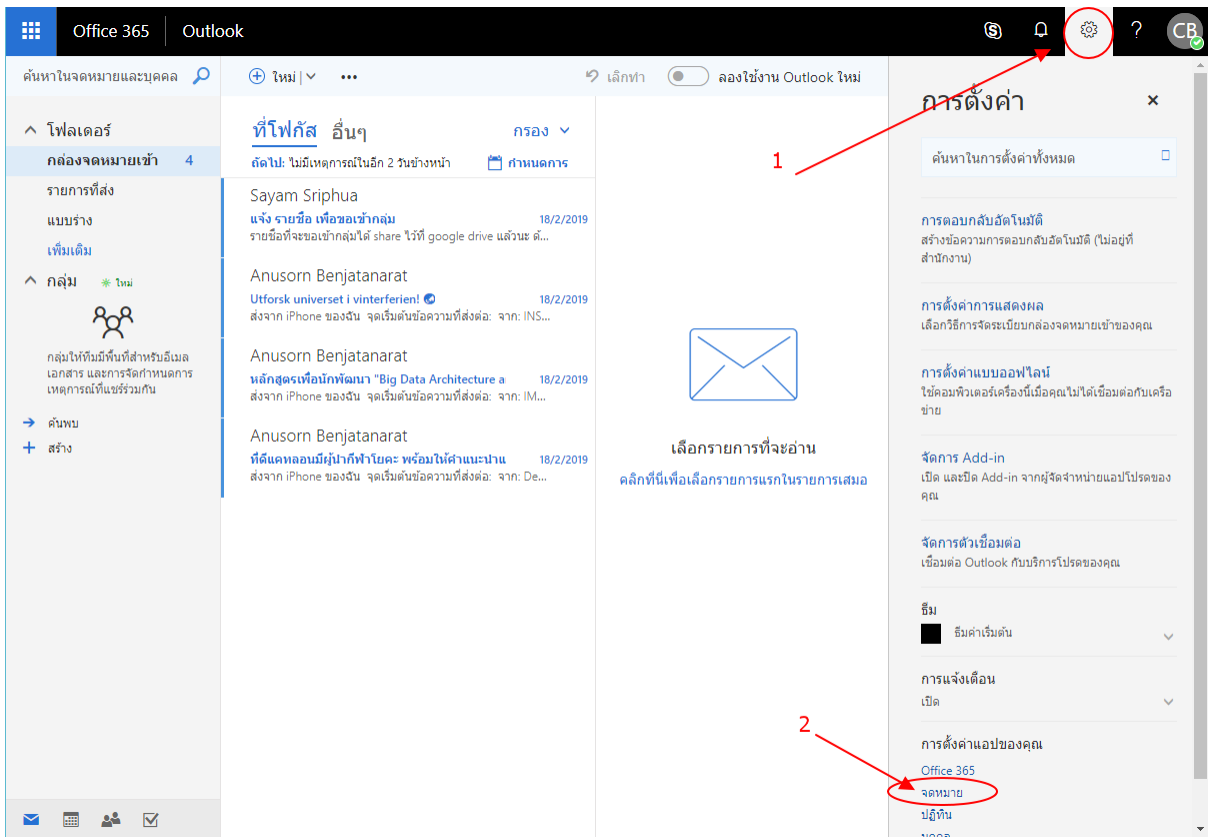 Office 365
Outlook
CB
ค้นหาในจดหมายและบุคคล
ใหม่
เลิกทำ
ลองใช้งาน Outlook ใหม่
โฟลเดอร์
กล่องจดหมายเข้า 4
รายการที่ส่ง
แบบร่าง
เพิ่มเติม
กลุ่ม ใหม่
กลุ่มให้ทีมมีพื้นที่สำหรับอีเมล
เอกสาร และการจัดกำหนดการ
เหตุการณ์ที่แชร์ร่วมกัน
ค้นพบ
สร้าง
ที่โฟกัส อื่นๆ กรอง
ถัดไป: ไม่มีเหตุการณ์ในอีก 2 วันข้างหน้า กำหนดการ
Sayam Sriphua
แจ้ง รายชื่อ เพื่อขอเข้ากลุ่ม 18/2/2019
รายชื่อที่จะขอเข้ากลุ่มได้ share ไว้ที่ google drive แล้วนะ ดั...
Anusorn Benjatanarat
Utforsk universet i vinterferien! 18/2/2019
ส่งจาก iPhone ของฉัน จุดเริ่มต้นข้อความที่ส่งต่อ: จาก: INS...
Anusorn Benjatanarat
หลักสูตรเพื่อนักพัฒนา "Big Data Architecture a 18/2/2019
ส่งจาก iPhone ของฉัน จุดเริ่มต้นข้อความที่ส่งต่อ: จาก: IM...
Anusorn Benjatanarat
ที่ดีแคทลอนมีผู้นำกีฬาโยคะ พร้อมให้คำแนะนำแ 18/2/2019
ส่งจาก iPhone ของฉัน จุดเริ่มต้นข้อความที่ส่งต่อ: จาก: De...
เลือกรายการที่จะอ่าน
คลิกที่นี่เพื่อเลือกรายการแรกในรายการเสมอ
1
2
การตั้งค่า
ค้นหาในการตั้งค่าทั้งหมด
การตอบกลับอัตโนมัติ
สร้างข้อความการตอบกลับอัตโนมัติ (ไม่อยู่ที่
สำนักงาน)
การตั้งค่าการแสดงผล
เลือกวิธีการจัดระเบียบกล่องจดหมายเข้าของคุณ
การตั้งค่าแบบออฟไลน์
ใช้คอมพิวเตอร์เครื่องนี้เมื่อคุณไม่ได้เชื่อมต่อกับเครือ
ข่าย
จัดการ Add-in
เปิด และปิด Add-in จากผู้จัดจำหน่ายแอปโปรดของ
คุณ
จัดการตัวเชื่อมต่อ
เชื่อมต่อ Outlook กับบริการโปรดของคุณ
ธีม
ธีมค่าเริ่มต้น
การแจ้งเตือน
เปิด
การตั้งค่าแอปของคุณ
Office 365
จดหมาย
ปฏิทิน